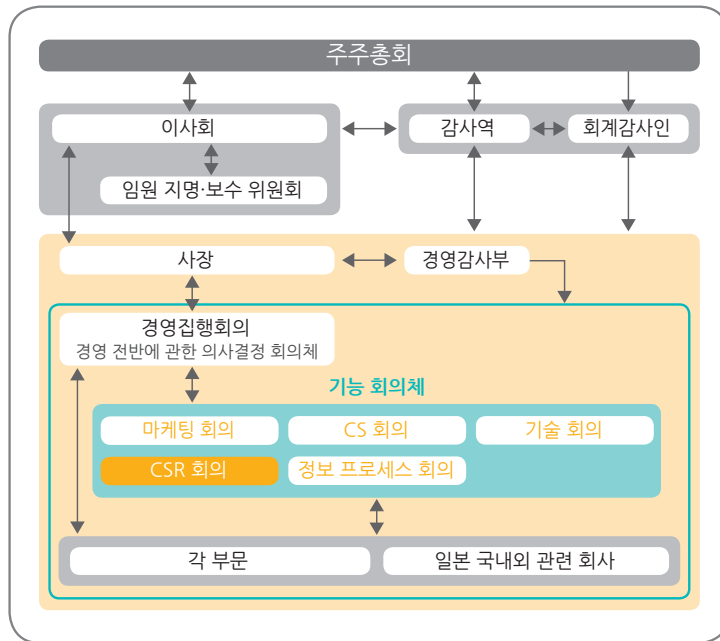 주주총회
이사회
감사역
회계감사인
임원 지명·보수 위원회
사장
경영감사부
경영집행회의
경영 전반에 관한 의사결정 회의체
기능 회의체
마케팅 회의
CS 회의
기술 회의
CSR 회의
정보 프로세스 회의
각 부문
일본 국내외 관련 회사